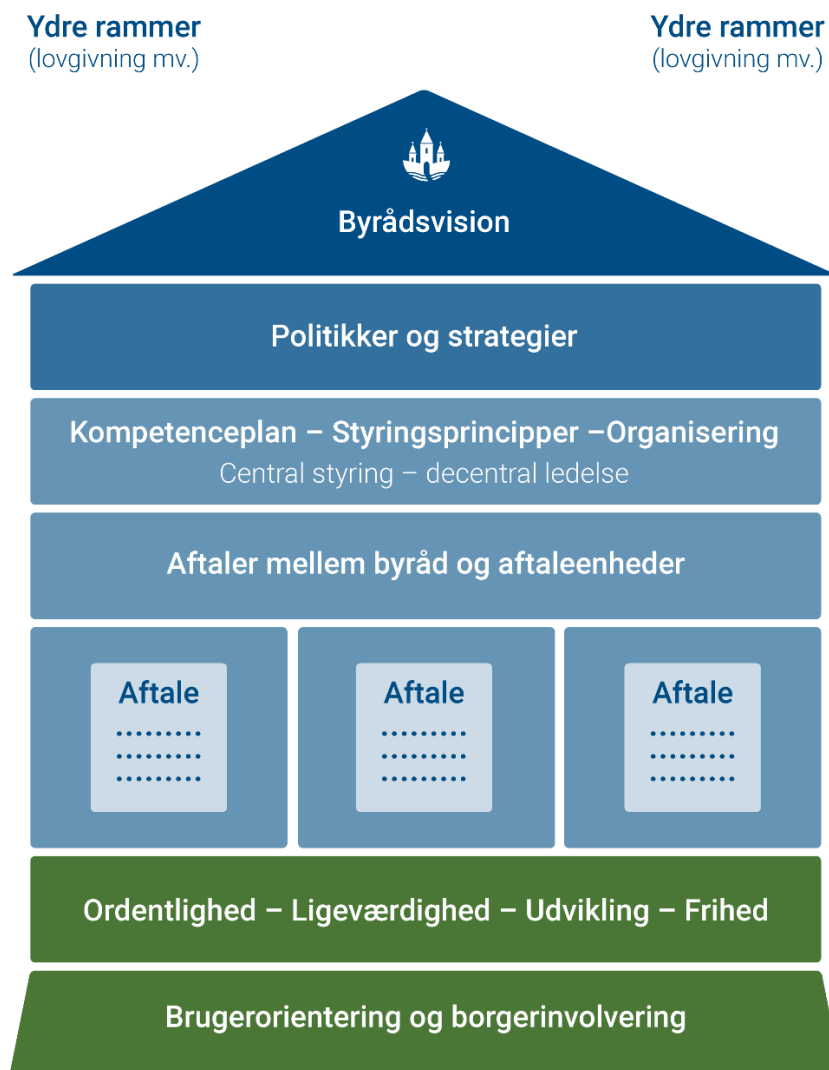 Ydre rammer
(lovgivning mv.)
Ydre rammer
(lovgivning mv.)
Byrådsvision
Politikker og strategier
Kompetenceplan – Styringsprincipper –Organisering
Central styring – decentral ledelse
Aftaler mellem byråd og aftaleenheder
Aftale
Aftale
Aftale
Ordentlighed – Ligeværdighed – Udvikling – Frihed
Brugerorientering og borgerinvolvering